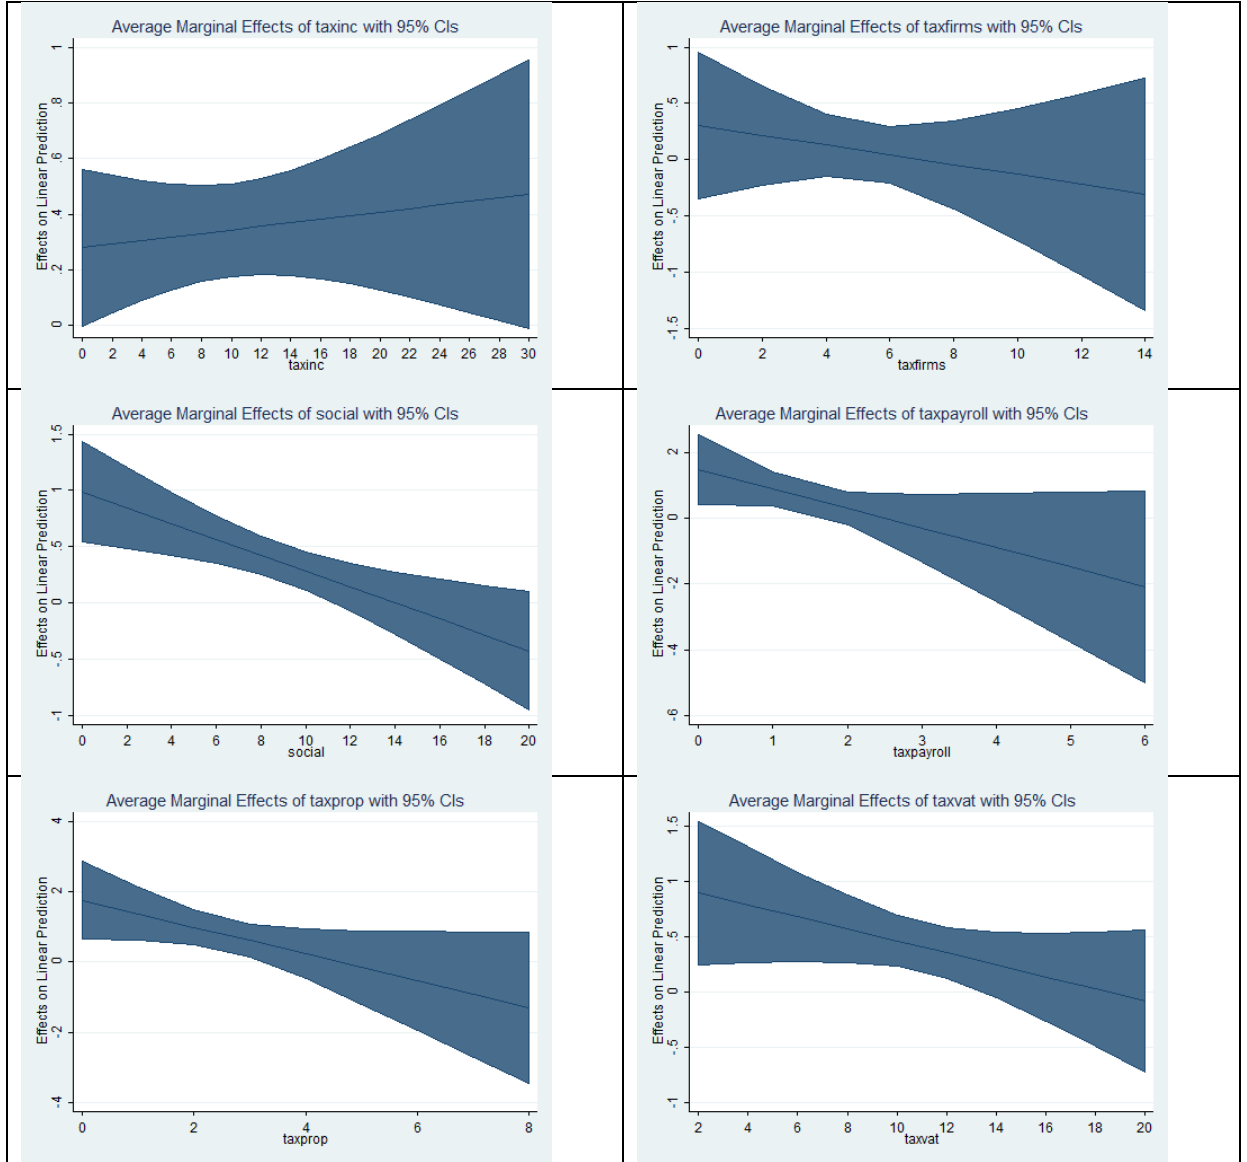 Average Marginal Effects of taxinc with 95% CIs
Effects on Linear Prediction
0 .2 .4 .6 .8 1
0 2 4 6 8 10 12 14 16 18 20 22 24 26 28 30
taxinc
Average Marginal Effects of taxfirms with 95% CIs
Effects on Linear Prediction
-1.5 -1 -.5 0 .5 1
0 2 4 6 8 10 12 14
taxfirms
Average Marginal Effects of social with 95% CIs
Effects on Linear Prediction
-1 -.5 0 .5 1 1.5
0 2 4 6 8 10 12 14 16 18 20
social
Average Marginal Effects of taxpayroll with 95% CIs
Effects on Linear Prediction
-6 -4 -2 0 2
0 1 2 3 4 5 6
taxpayroll
Average Marginal Effects of taxprop with 95% CIs
Effects on Linear Prediction
-4 -2 0 2 4
0 2 4 6 8
taxprop
Average Marginal Effects of taxvat with 95% CIs
Effects on Linear Prediction
-1 -.5 0 .5 1 1.5
2 4 6 8 10 12 14 16 18 20
taxvat